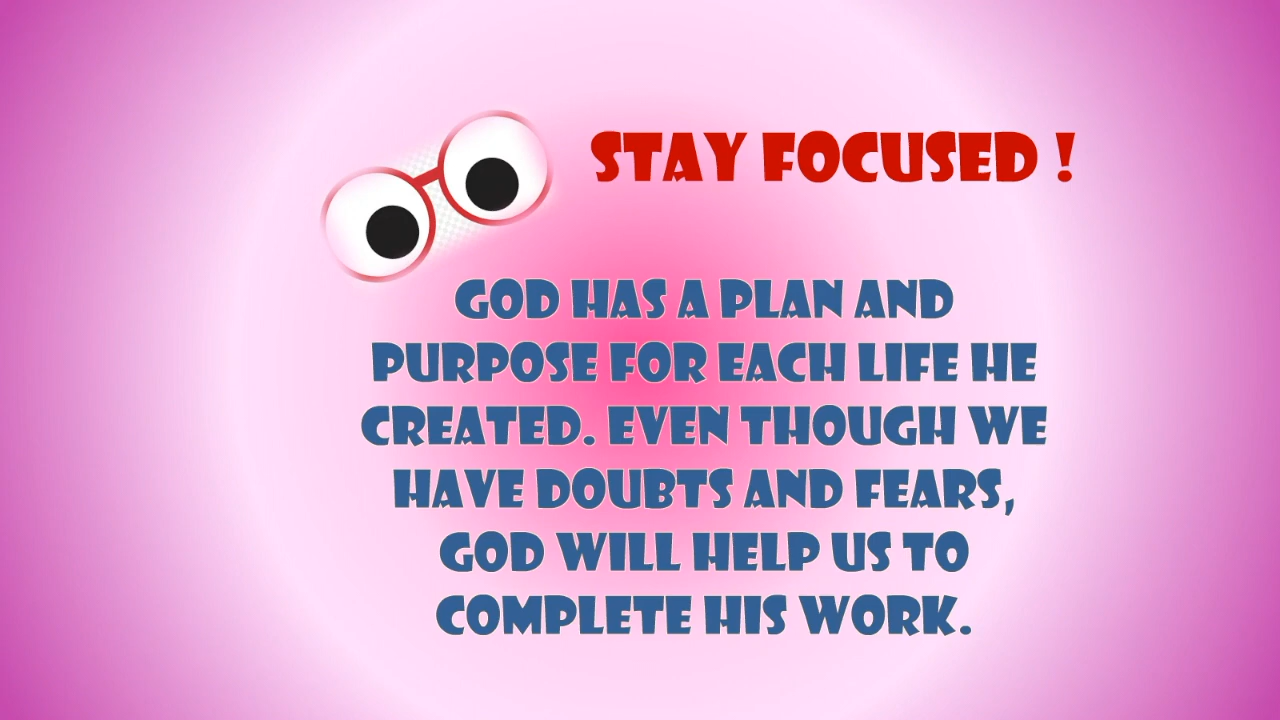 STAY FOCUSED !
GOD HAS A PLAN AND
PURPOSE FOR EACH LIFE HE
CREATED. EVEN THOUGH WE
HAVE DOUBTS AND FEARS,
GOD WILL HELP US TO
COMPLETE HIS WORK.